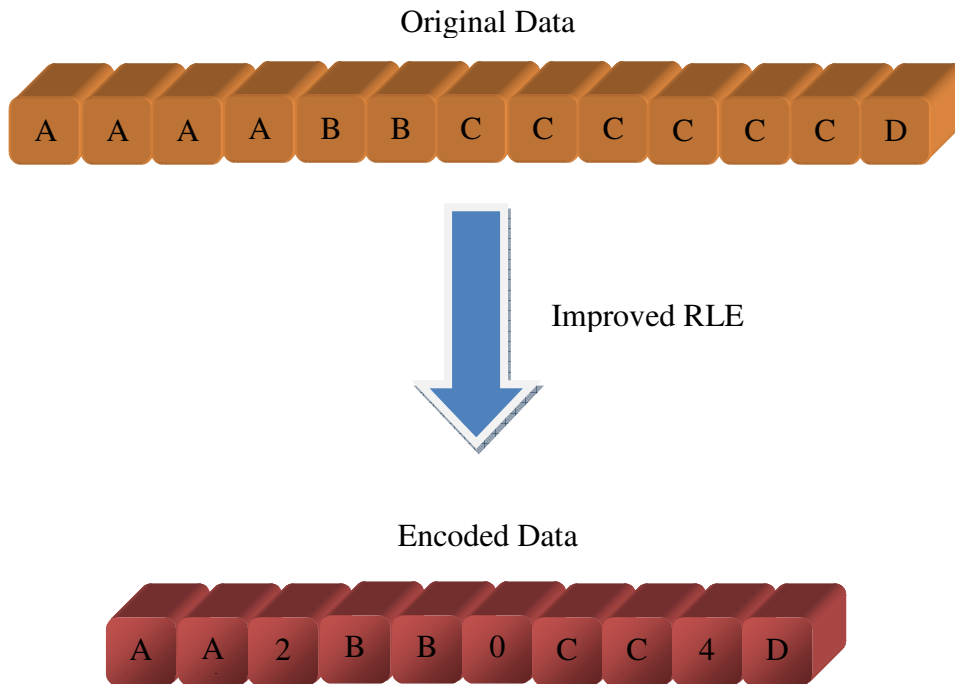 Original Data
A A A A B B C C C C C C D
Improved RLE
Encoded Data
A A 2 B B 0 C C 4 D